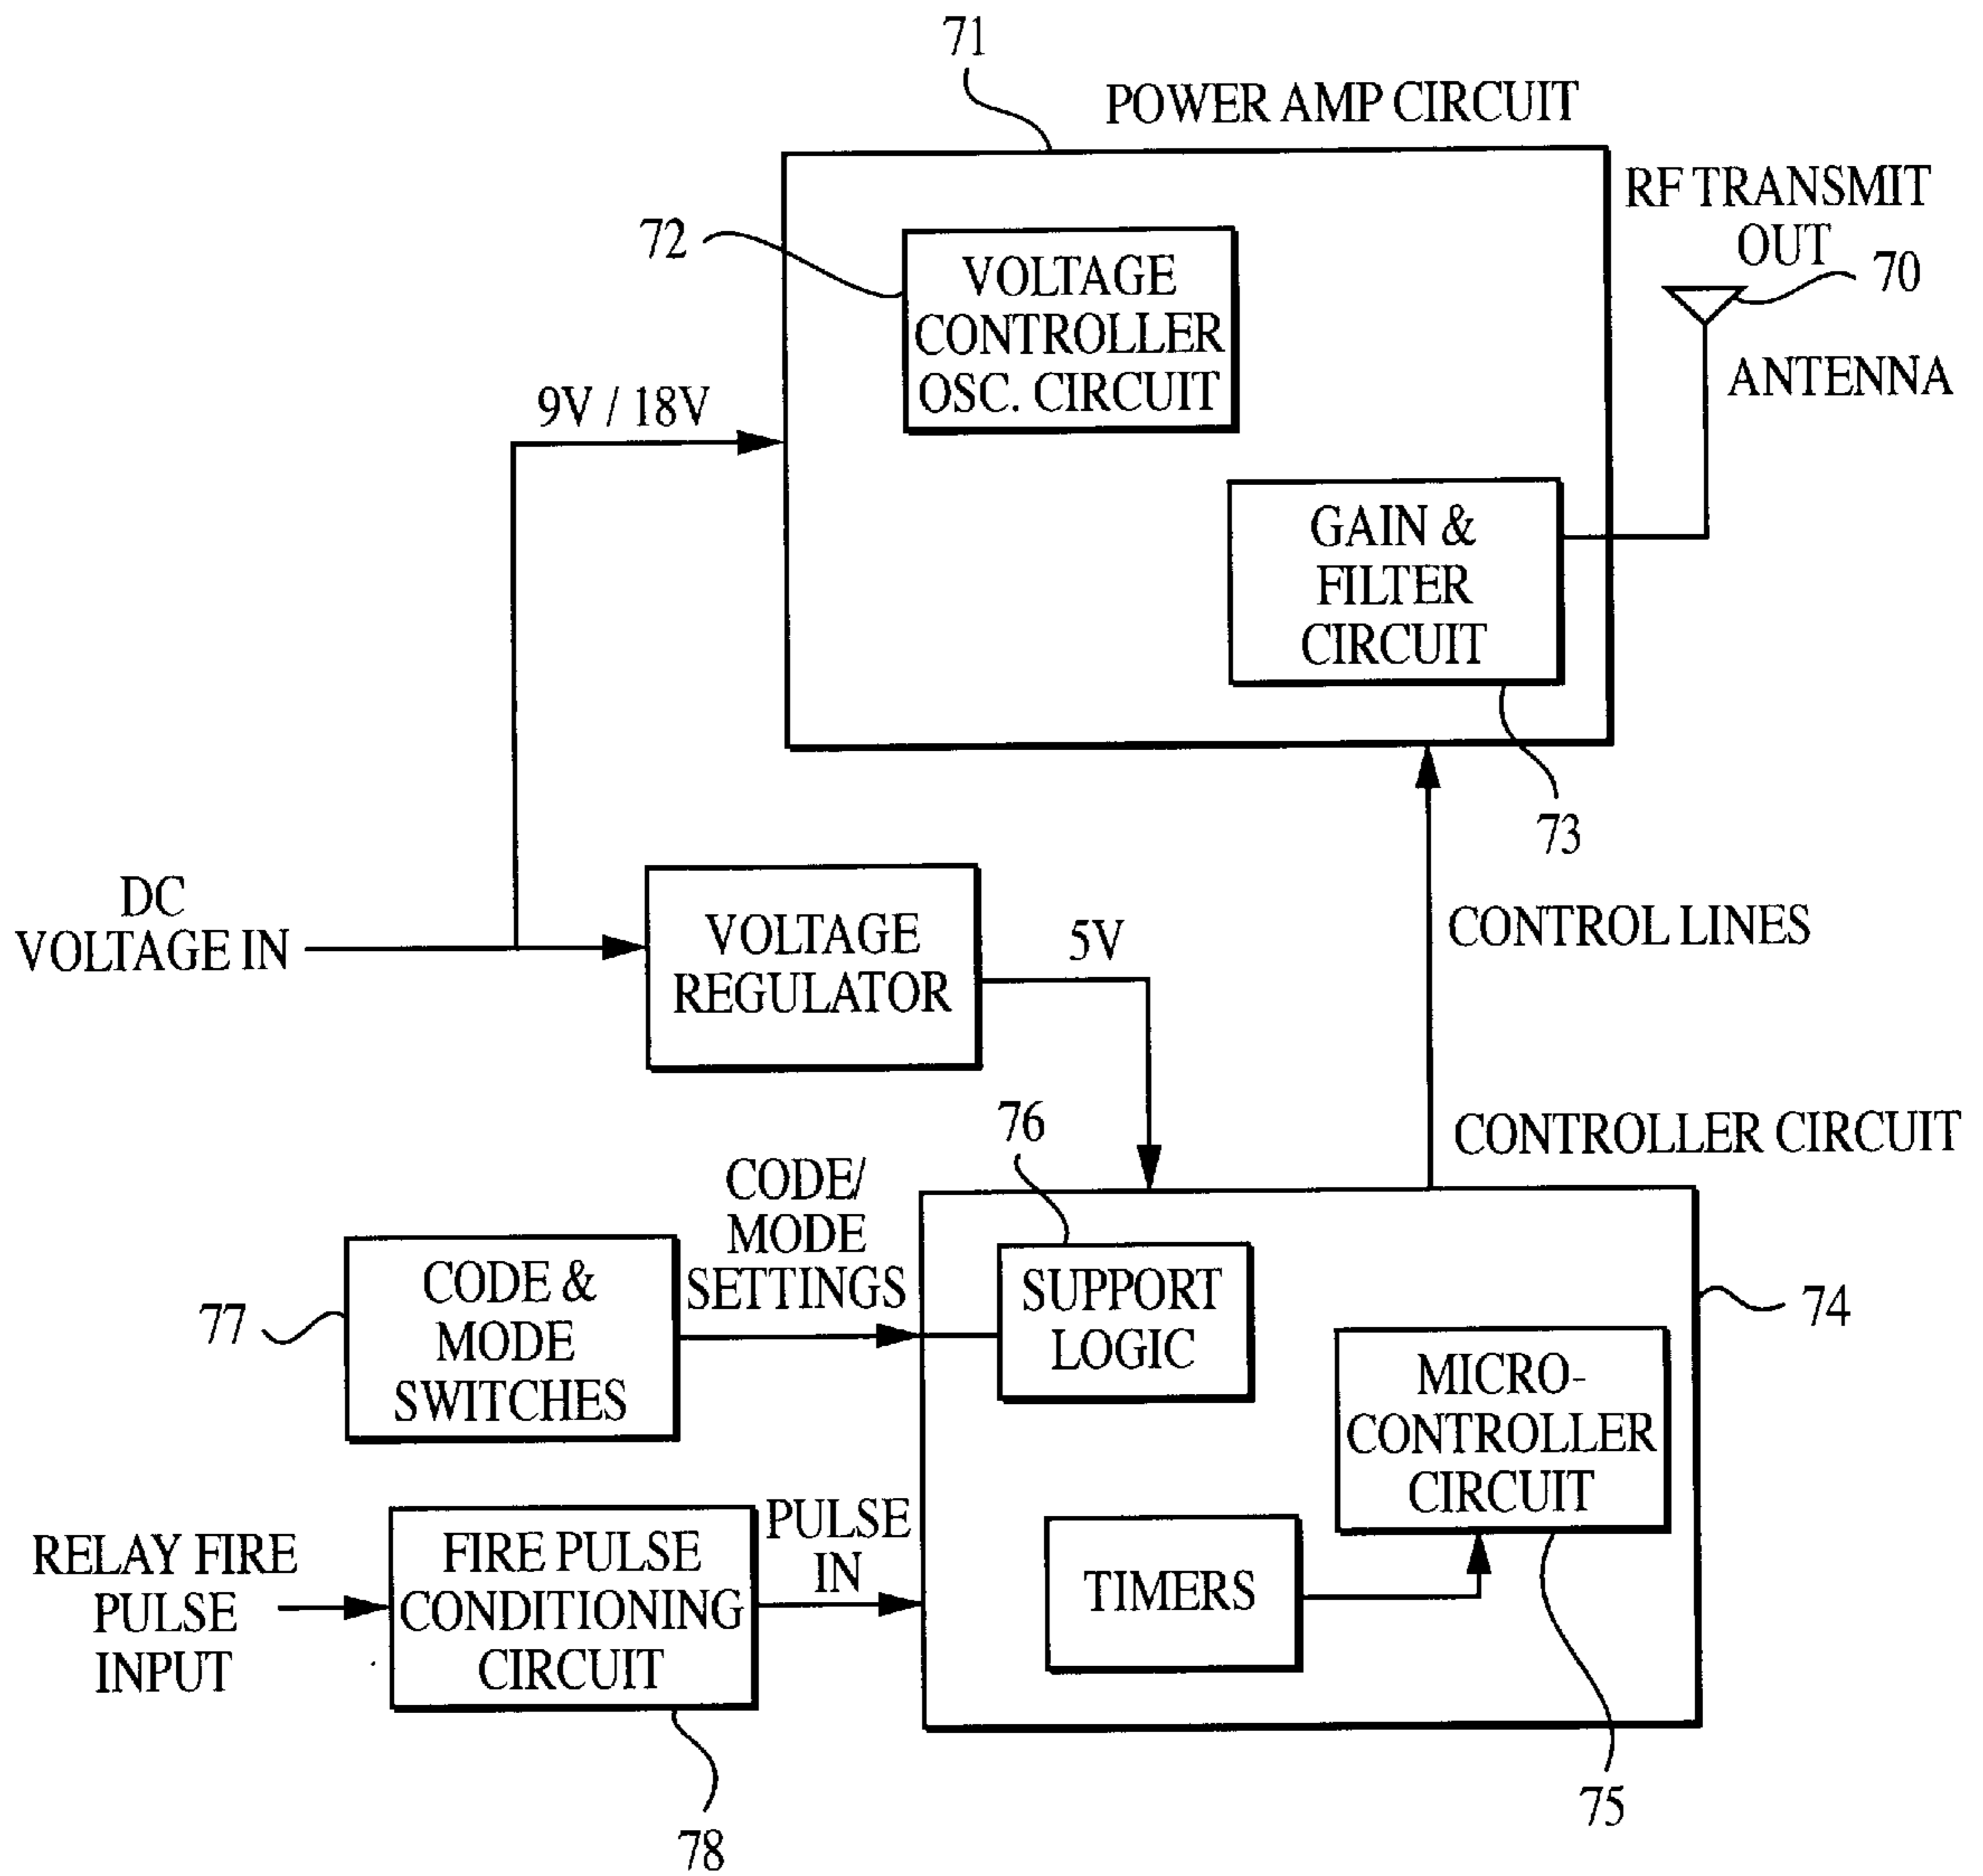 71
POWER AMP CIRCUIT
RF TRANSMIT
OUT
70
72
VOLTAGE
CONTROLLER
OSC. CIRCUIT
ANTENNA
9V / 18V
GAIN &
FILTER
CIRCUIT
73
DC
VOLTAGE IN
VOLTAGE
REGULATOR
5V
CONTROL LINES
76
CONTROLLER CIRCUIT
CODE/
MODE
SETTINGS
77
CODE &
MODE
SWITCHES
SUPPORT
LOGIC
74
MICRO-
CONTROLLER
CIRCUIT
RELAY FIRE
PULSE
INPUT
FIRE PULSE
CONDITIONING
CIRCUIT
PULSE
IN
TIMERS
75
78